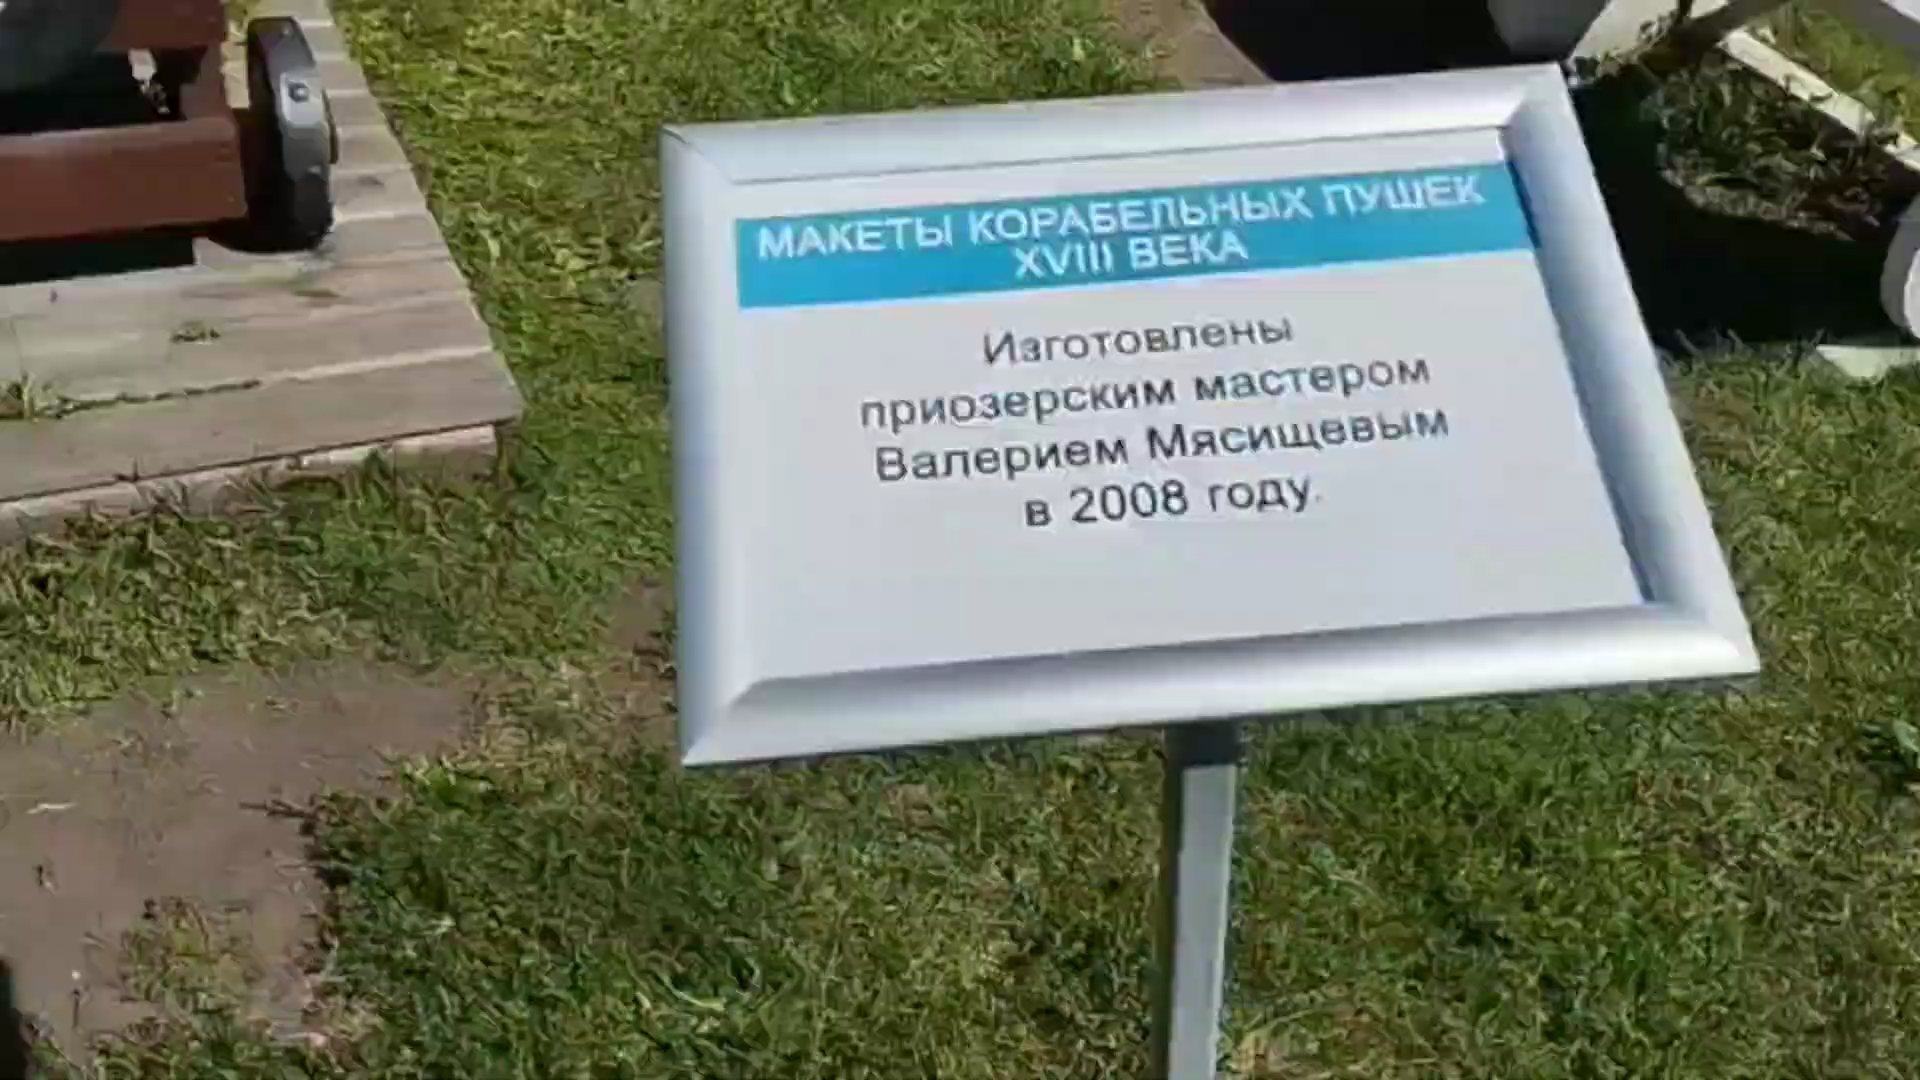 МАКЕТЫ КОРАБЕЛЬНЫХ ПУШЕК
XVIII ВЕКА
Изготовлены
приозерским мастером
Валерием Мясищевым
в 2008 году.